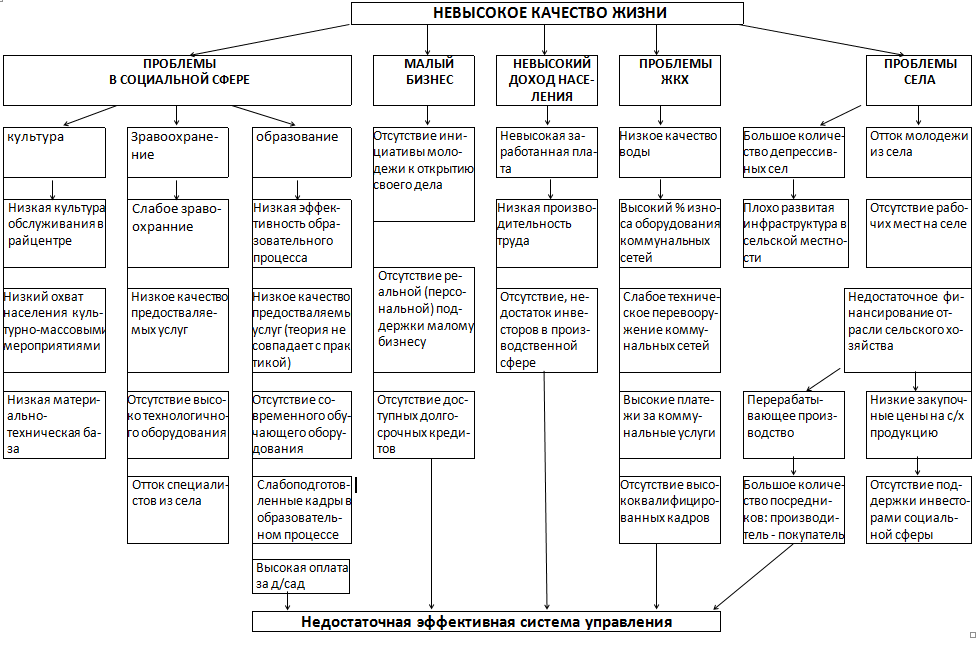 НЕВЫСОКОЕ КАЧЕСТВО ЖИЗНИ
ПРОБЛЕМЫ
В СОЦИАЛЬНОЙ СФЕРЕ
МАЛЫЙ
БИЗНЕС
НЕВЫСОКИЙ
ДОХОД НАСЕ-
ЛЕНИЯ
ПРОБЛЕМЫ
ЖКХ
ПРОБЛЕМЫ
СЕЛА
культура
Зравоохране-
ние
образование
Отсутствие ини-
циативы моло-
дежи к открытию
своего дела
Невысокая за-
работанная пла-
та
Низкое качество
воды
Большое количе-
ство депрессив-
ных сел
Отток молодежи
из села
Низкая культура
обслуживания в
райцентре
Слабое зраво-
охранние
Низкая эффек-
тивность обра-
зовательного
процесса
Низкая произво-
дительность
труда
Высокий % изно-
са оборудования
коммунальных
сетей
Плохо развитая
инфраструктура в
сельской местно-
сти
Отсутствие рабо-
чих мест на селе
Низкий охват
населения куль-
турно-массовыми
мероприятиями
Низкое качество
предоставляе-
мых услуг
Низкое качество
предоставляемь
услуг (теория не
совпадает с прак
тикой)
Отсутствие ре-
альной (персо-
нальной) под-
держки малому
бизнесу
Отсутствие, не-
достаток инве-
сторов в произ-
водственной
сфере
Слабое техниче-
ское перевоору-
жение комму-
нальных сетей
Недостаточное фи-
нансирование от-
расли сельского хо-
зяйства
Низкая матери-
ально-
техническая ба-
за
Отсутствие высо-
ко технологично-
го оборудования
Отсутствие со-
временного обу-
чающего обору-
дования
Отсутствие дос-
тупных долго-
срочных креди-
тов
Высокие плате-
жи за комму-
нальные услуги
Перерабаты-
вающее произ-
водство
Низкие закупоч-
ные цены на с/х
продукцию
Отток специали-
стов из села
Слабоподготов-
ленные кадры в
образователь-
ном процессе
Отсутствие высо-
коквалифициро-
ванных кадров
Большое количе-
ство посредни-
ков: производи-
тель - покупатель
Отсутствие под-
держки инвесто-
рами социаль-
ной сферы
Высокая оплата
за д/сад
Недостаточная эффективная система управления